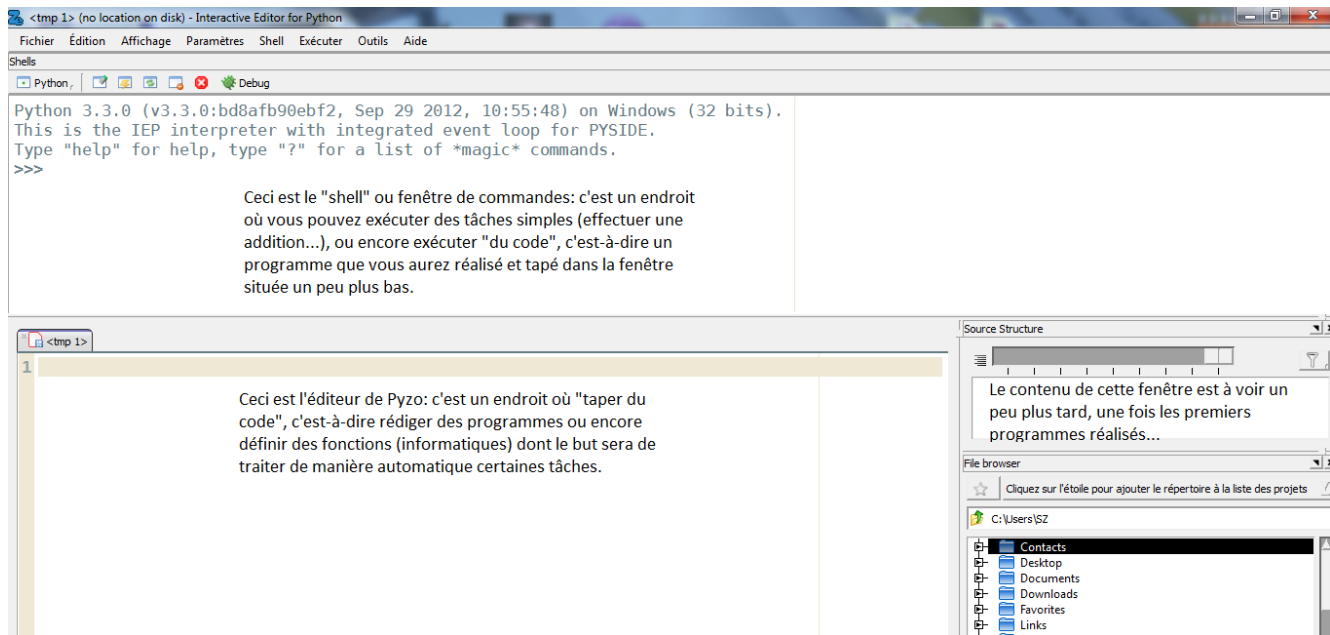 <tmp 1> (no location on disk) - Interactive Editor for Python
Fichier Édition Affichage Paramètres Shell Exécuter Outils Aide
Shells
Python Debug
Python 3.3.0 (v3.3.0:bd8afb90ebf2, Sep 29 2012, 10:55:48) on Windows (32 bits).
This is the IEP interpreter with integrated event loop for PYSIDE.
Type "help" for help, type "?" for a list of *magic* commands.
>>>
Ceci est le "shell" ou fenêtre de commandes: c'est un endroit
où vous pouvez exécuter des tâches simples (effectuer une
addition...), ou encore exécuter "du code", c'est-à-dire un
programme que vous aurez réalisé et tapé dans la fenêtre
située un peu plus bas.
<tmp 1>
1
Ceci est l'éditeur de Pyzo: c'est un endroit où "taper du
code", c'est-à-dire rédiger des programmes ou encore
définir des fonctions (informatiques) dont le but sera de
traiter de manière automatique certaines tâches.
Source Structure
Le contenu de cette fenêtre est à voir un
peu plus tard, une fois les premiers
programmes réalisés...
File browser
Cliquez sur l'étoile pour ajouter le répertoire à la liste des projets
C:\Users\SZ
Contacts
Desktop
Documents
Downloads
Favorites
Links